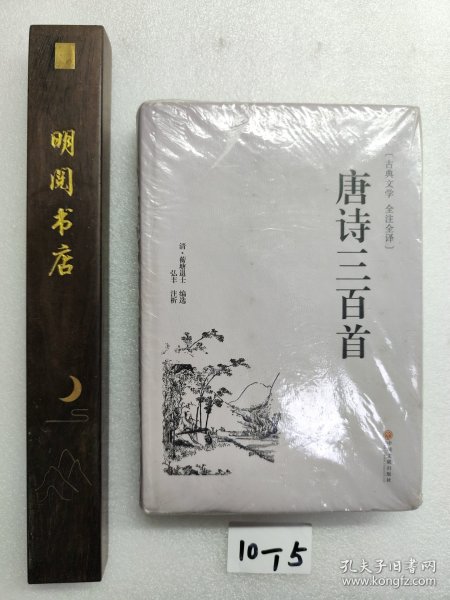 明阅书店
[古典文学 全注全译]
唐诗三百首
清·蘅塘退士 编选
弘丰 注析
10-15
孔夫子旧书网
www.kongfz.com